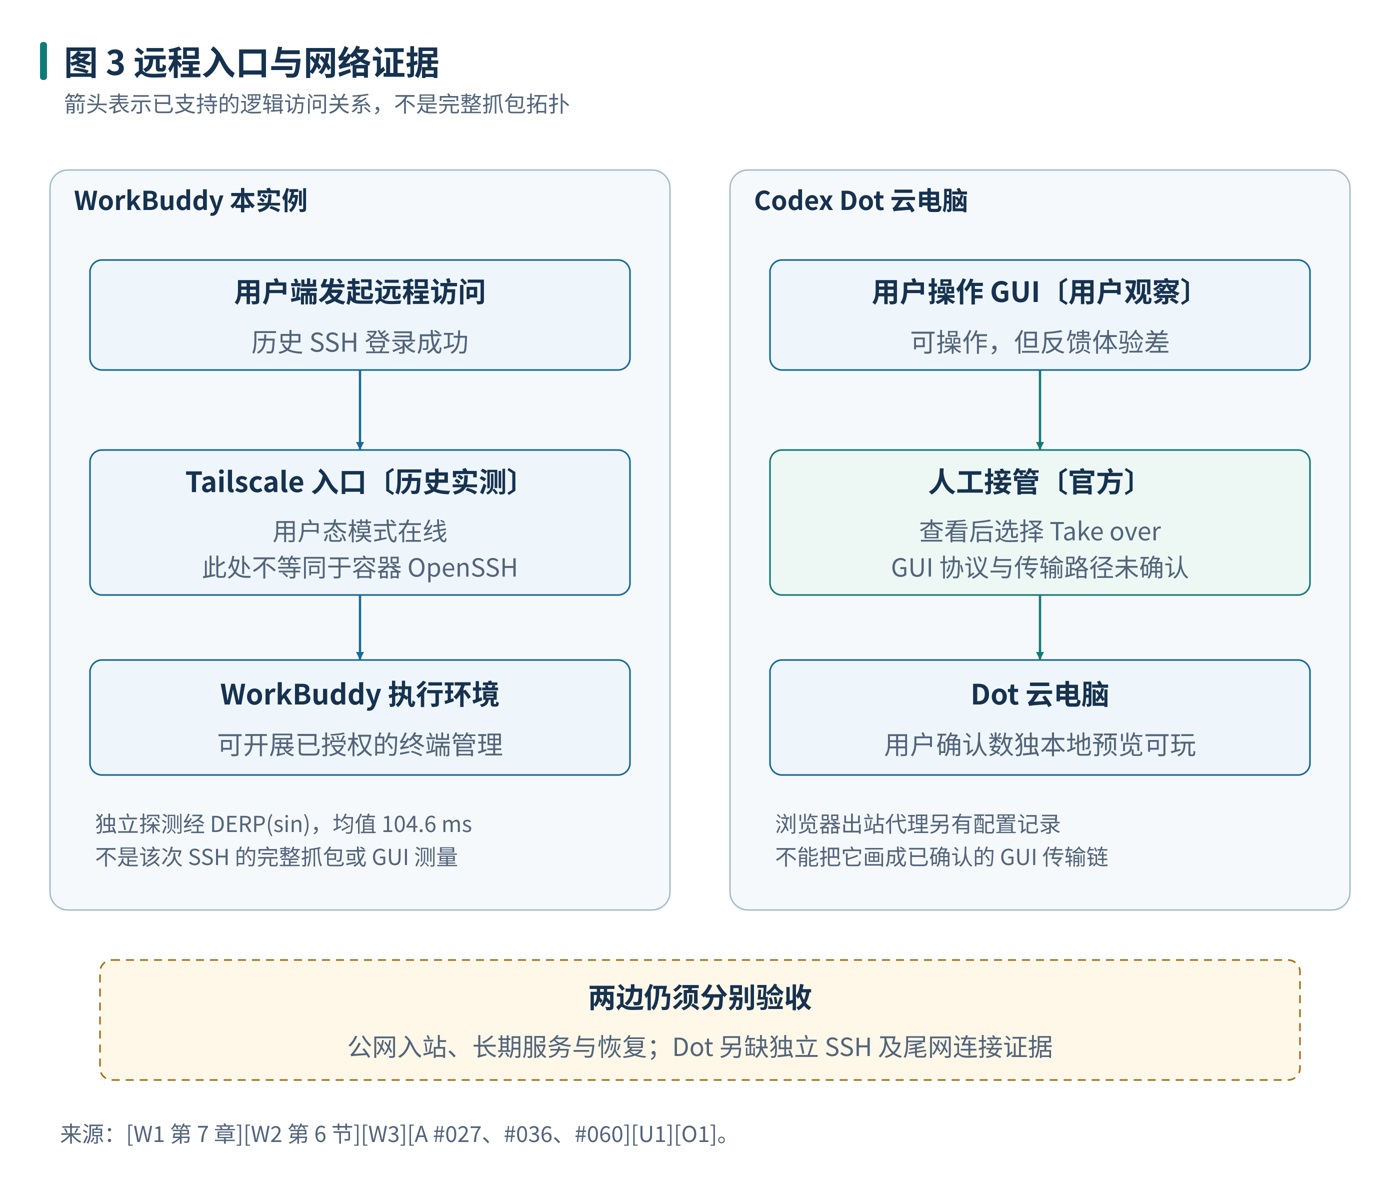 图 3 远程入口与网络证据
箭头表示已支持的逻辑访问关系，不是完整抓包拓扑
WorkBuddy 本实例
用户端发起远程访问
历史 SSH 登录成功
Tailscale 入口〔历史实测〕
用户态模式在线
此处不等同于容器 OpenSSH
WorkBuddy 执行环境
可开展已授权的终端管理
独立探测经 DERP(sin)，均值 104.6 ms
不是该次 SSH 的完整抓包或 GUI 测量
Codex Dot 云电脑
用户操作 GUI〔用户观察〕
可操作，但反馈体验差
人工接管〔官方〕
查看后选择 Take over
GUI 协议与传输路径未确认
Dot 云电脑
用户确认数独本地预览可玩
浏览器出站代理另有配置记录
不能把它画成已确认的 GUI 传输链
两边仍须分别验收
公网入站、长期服务与恢复；Dot 另缺独立 SSH 及尾网连接证据
来源：[W1 第 7 章][W2 第 6 节][W3][A #027、#036、#060][U1][O1]。